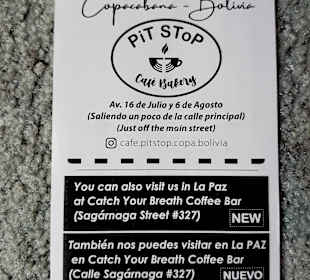 Copacabana - Bolivia
PiT SToP
Café Bakery
Av. 16 de Julio y 6 de Agosto
(Saliendo un poco de la calle principal)
(Just off the main street)
cafe.pitstop.copa.bolivia
You can also visit us in La Paz
at Catch Your Breath Coffee Bar
(Sagárnaga Street #327)
NEW
También nos puedes visitar en La PAZ
en Catch Your Breath Coffee Bar
(Calle Sagárnaga #327)
NUEVO